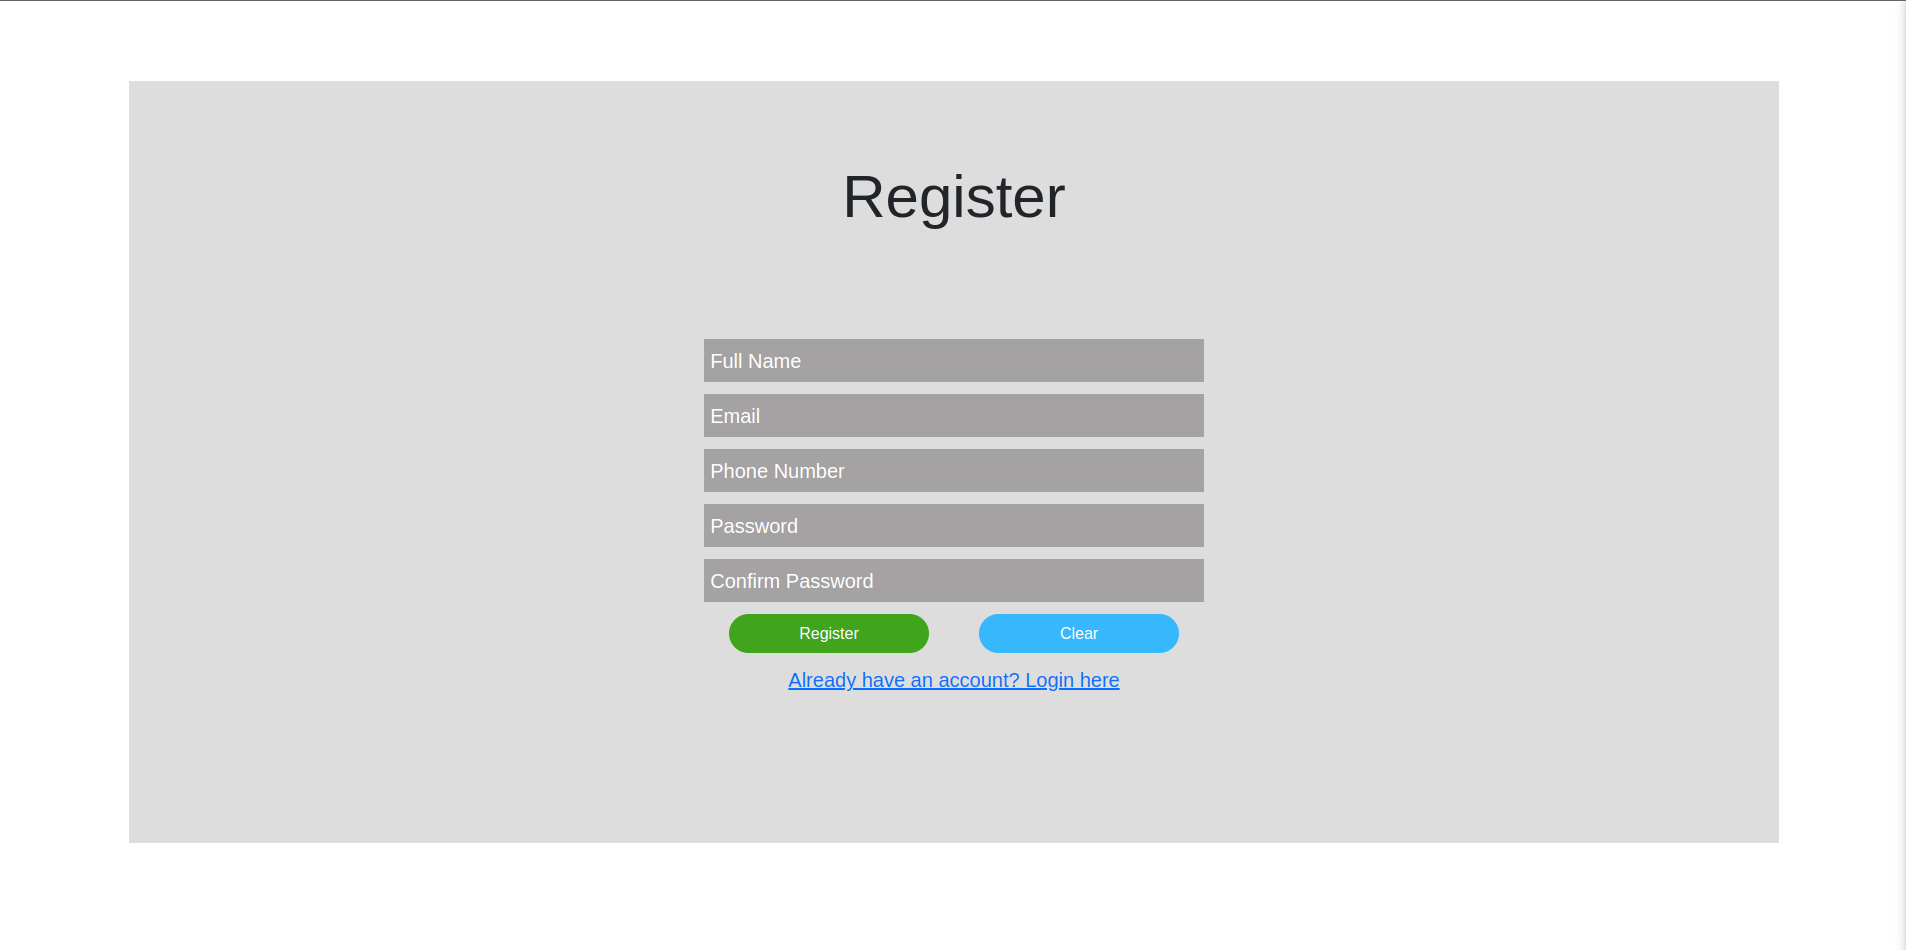 Register
Full Name
Email
Phone Number
Password
Confirm Password
Register Clear
Already have an account? Login here